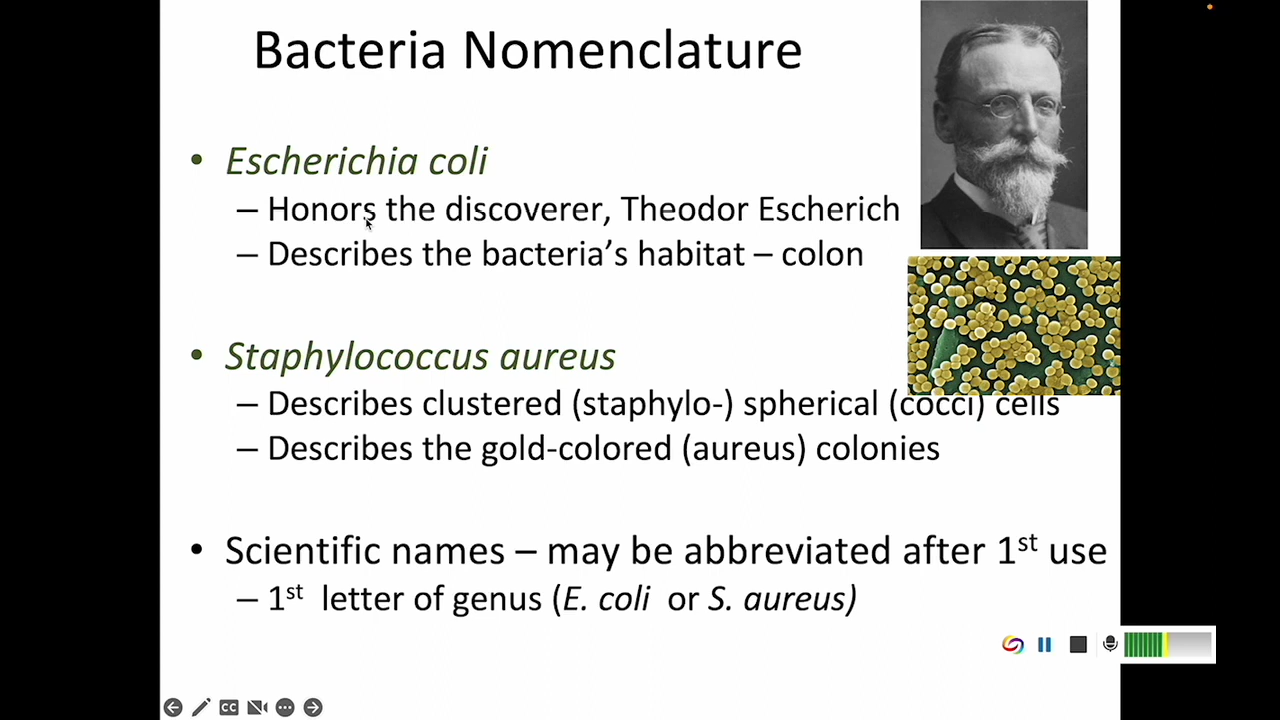 Bacteria Nomenclature
• Escherichia coli
– Honors the discoverer, Theodor Escherich
– Describes the bacteria’s habitat – colon
• Staphylococcus aureus
– Describes clustered (staphylo-) spherical (cocci) cells
– Describes the gold-colored (aureus) colonies
• Scientific names – may be abbreviated after 1st use
– 1st letter of genus (E. coli or S. aureus)
CC